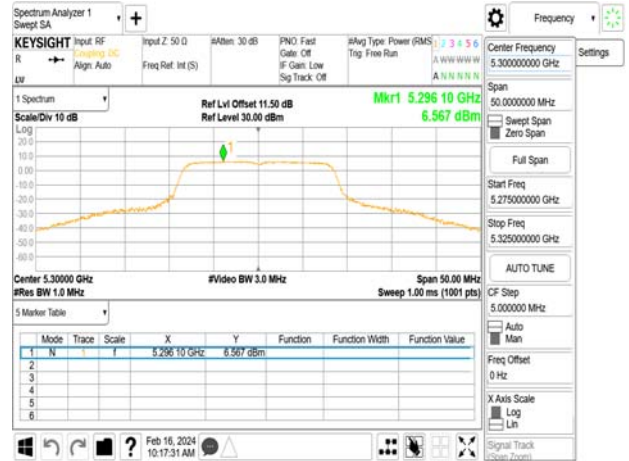 Spectrum Analyzer 1
Swept SA
+
Frequency
KEYSIGHT
R
Input: RF
Coupling: DC
Align: Auto
Input Z: 50 Ω
Freq Ref: Int (S)
#Atten: 30 dB
PNO: Fast
Gate: Off
IF Gain: Low
Sig Track: Off
#Avg Type: Power (RMS
Trig: Free Run
1 2 3 4 5 6
A W W W W W
A N N N N N
Settings
1 Spectrum
Scale/Div 10 dB
Ref Lvl Offset 11.50 dB
Ref Level 30.00 dBm
Mkr1 5.296 10 GHz
6.567 dBm
Log
20.0
10.0
0.00
-10.0
-20.0
-30.0
-40.0
-50.0
-60.0
1
Center 5.30000 GHz
#Res BW 1.0 MHz
#Video BW 3.0 MHz
Span 50.00 MHz
Sweep 1.00 ms (1001 pts)
5 Marker Table
Mode Trace Scale X Y Function Function Width Function Value
1 N 1 f 5.296 10 GHz 6.567 dBm
2
3
4
5
6
Center Frequency
5.300000000 GHz
Span
50.0000000 MHz
Swept Span
Zero Span
Full Span
Start Freq
5.275000000 GHz
Stop Freq
5.325000000 GHz
AUTO TUNE
CF Step
5.000000 MHz
Auto
Man
Freq Offset
0 Hz
X Axis Scale
Log
Lin
Signal Track
(Span Zoom)
?
Feb 16, 2024
10:17:31 AM